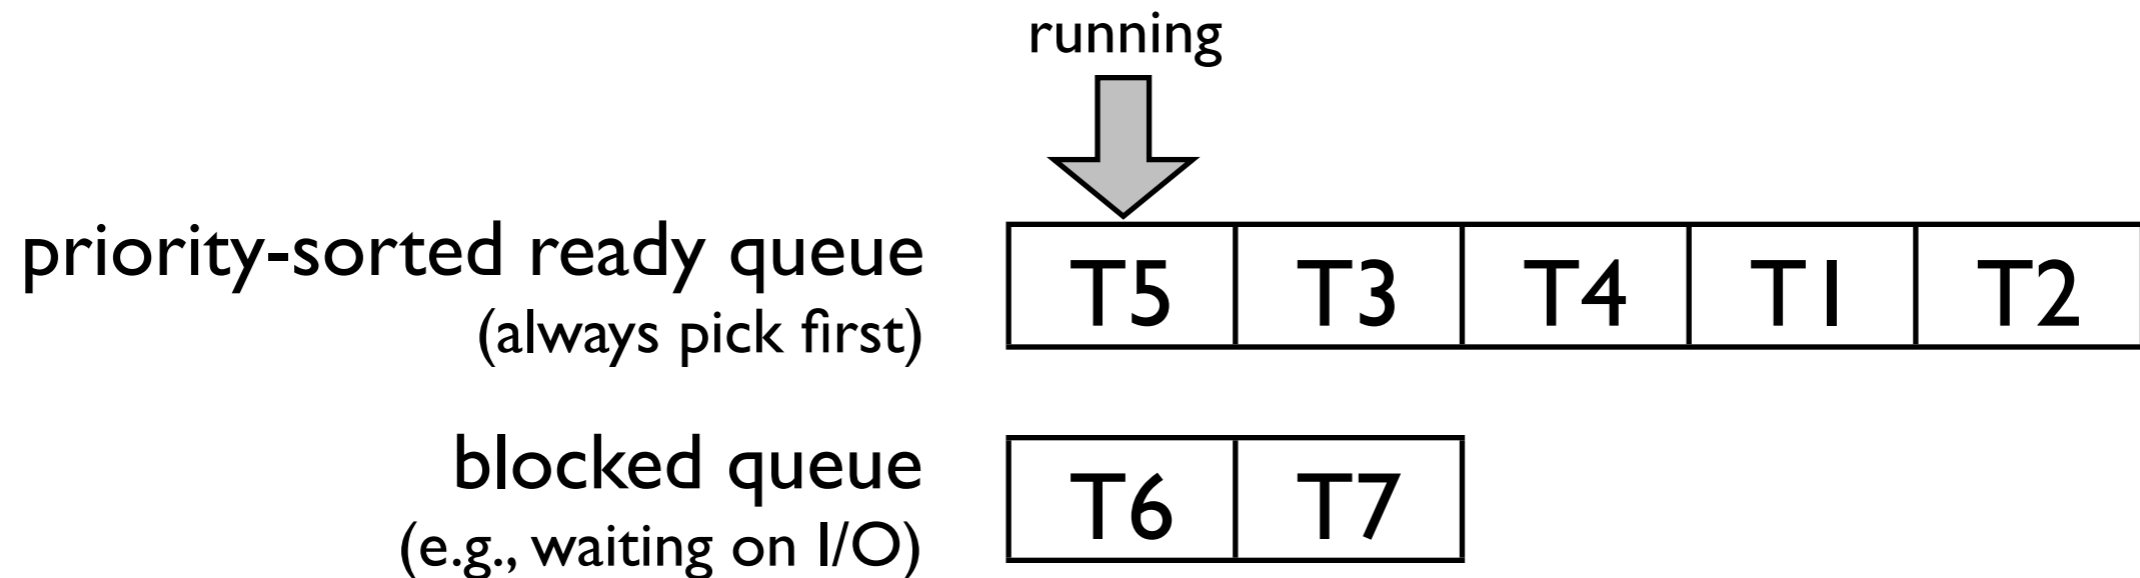 running
priority-sorted ready queue
(always pick first)
T5 T3 T4 T1 T2
blocked queue
(e.g., waiting on I/O)
T6 T7